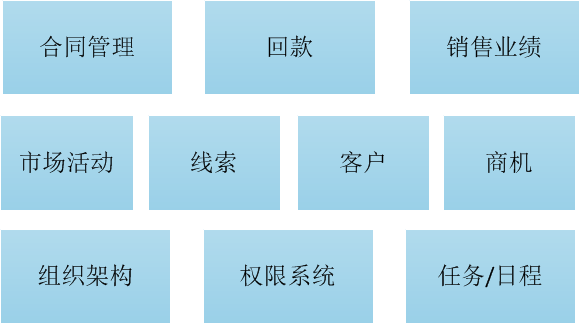 合同管理
回款
销售业绩
市场活动
线索
客户
商机
组织架构
权限系统
任务/日程